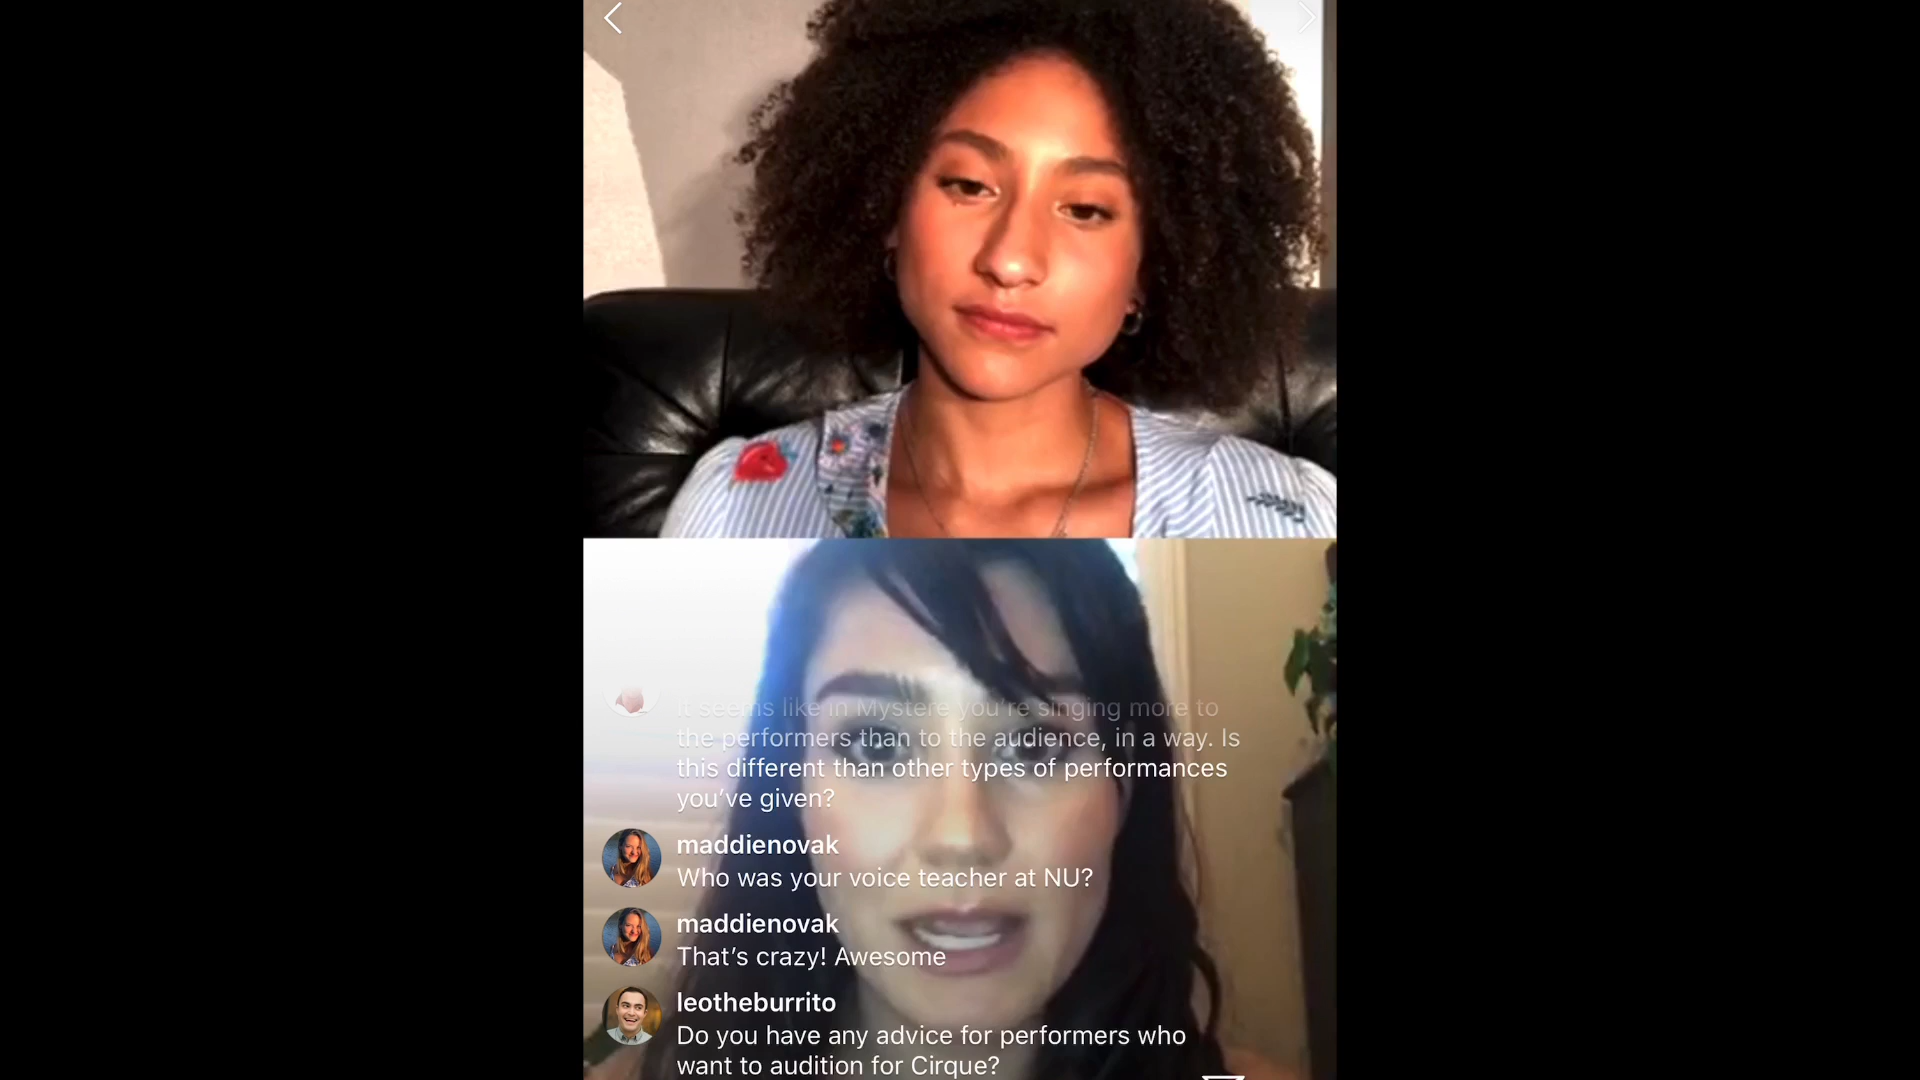 It seems like in Mystere you're singing more to
the performers than to the audience, in a way. Is
this different than other types of performances
you've given?
maddienovak
Who was your voice teacher at NU?
maddienovak
That's crazy! Awesome
leotheburrito
Do you have any advice for performers who
want to audition for Cirque?